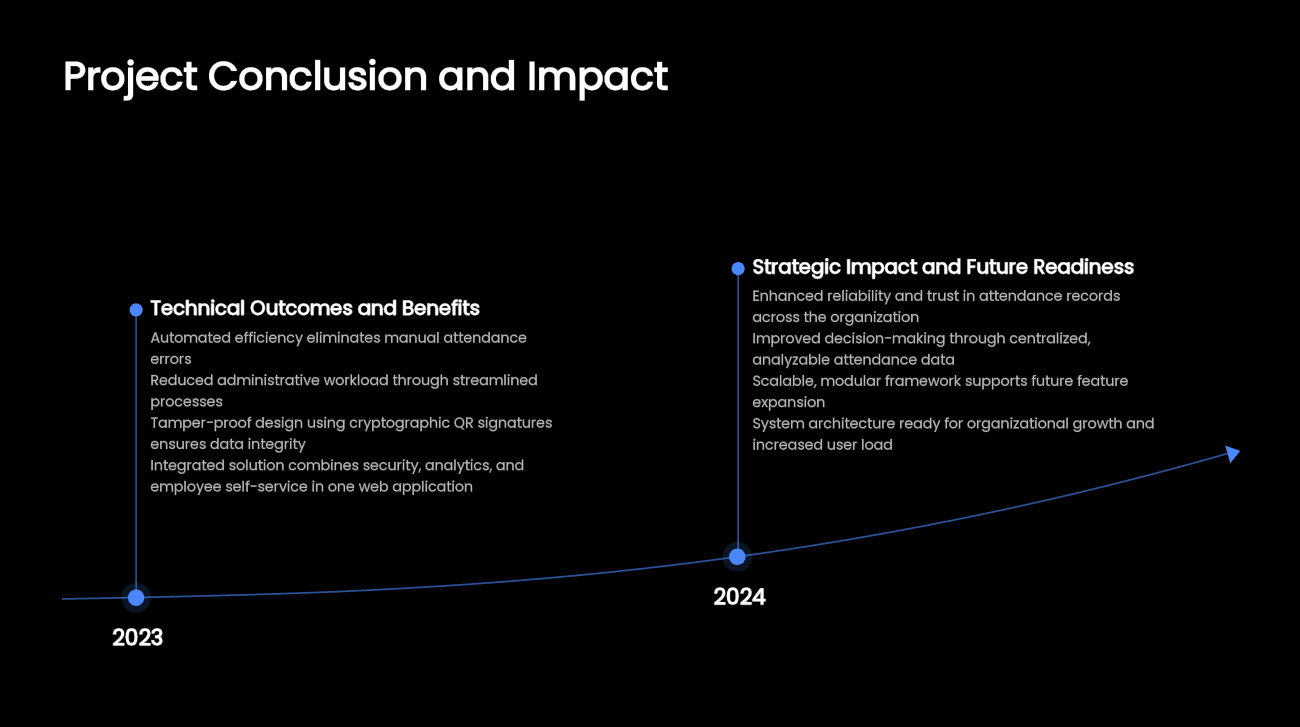 Project Conclusion and Impact
Technical Outcomes and Benefits
Automated efficiency eliminates manual attendance
errors
Reduced administrative workload through streamlined
processes
Tamper-proof design using cryptographic QR signatures
ensures data integrity
Integrated solution combines security, analytics, and
employee self-service in one web application
2023
Strategic Impact and Future Readiness
Enhanced reliability and trust in attendance records
across the organization
Improved decision-making through centralized,
analyzable attendance data
Scalable, modular framework supports future feature
expansion
System architecture ready for organizational growth and
increased user load
2024